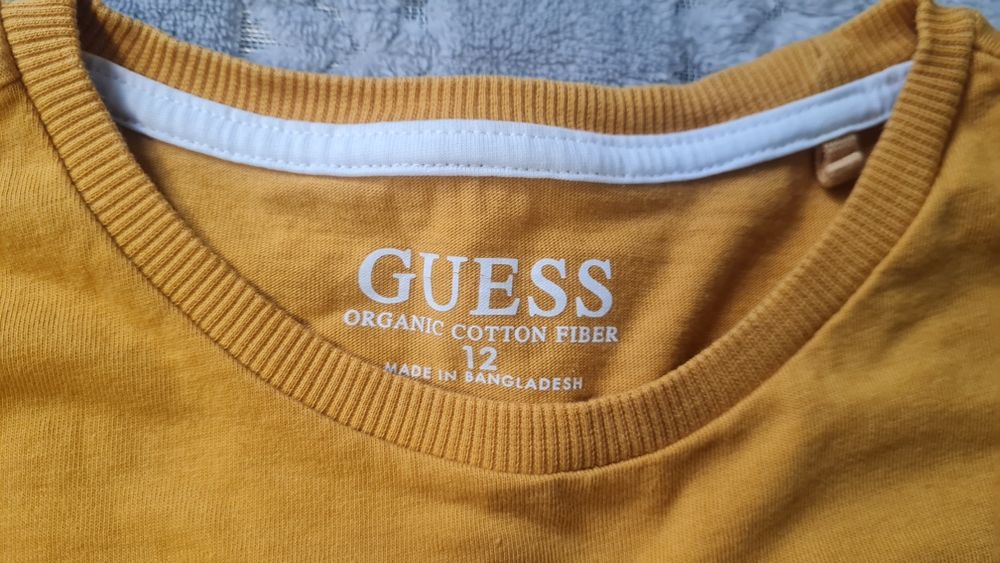 GUESS
ORGANIC COTTON FIBER
12
MADE IN BANGLADESH